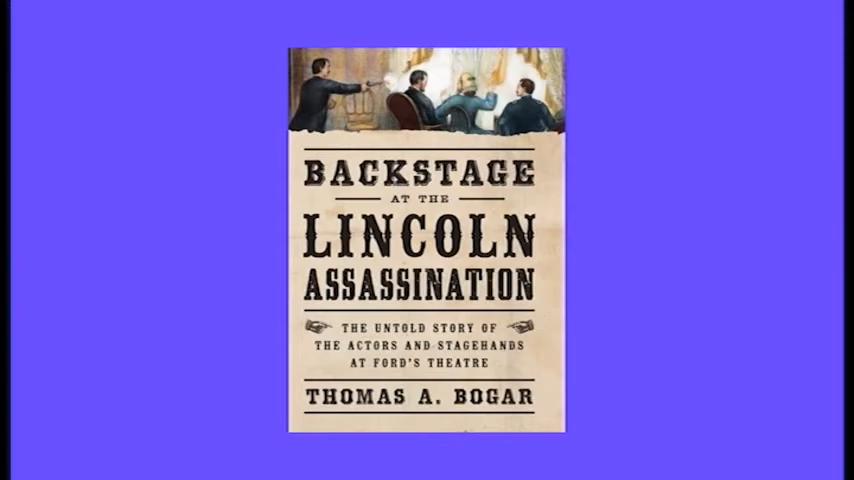 BACKSTAGE
AT THE
LINCOLN
ASSASSINATION
THE UNTOLD STORY OF
THE ACTORS AND STAGEHANDS
AT FORD'S THEATRE
THOMAS A. BOGAR